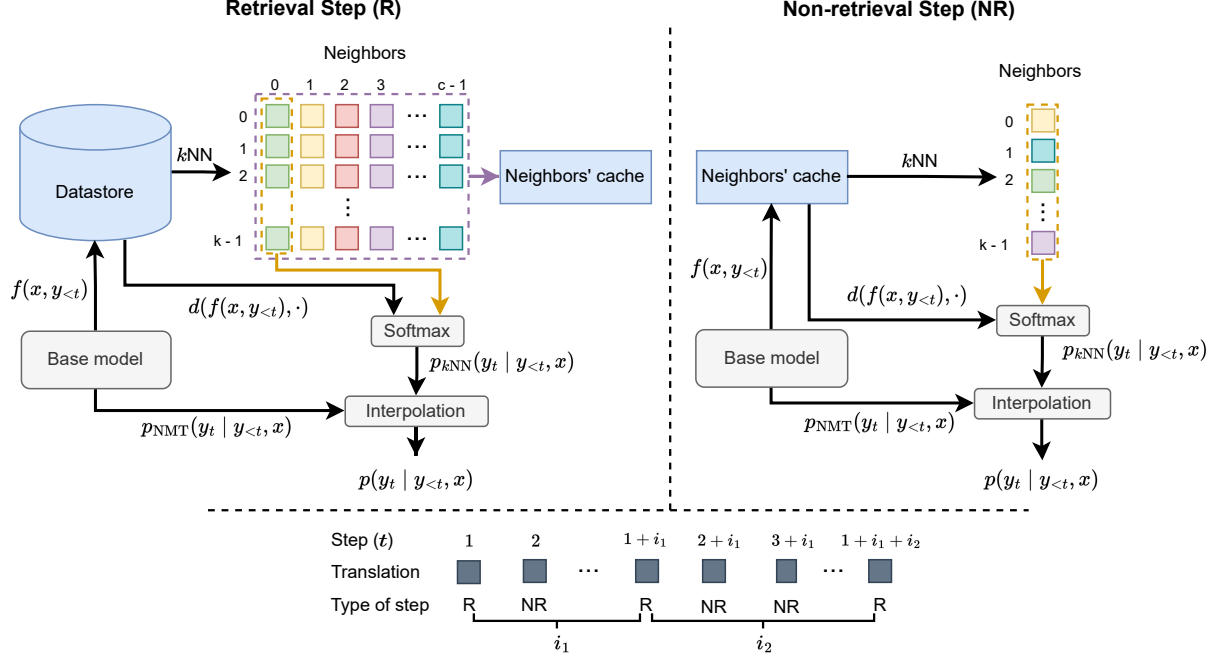 Retrieval Step (R)
Neighbors
0 1 2 3 ··· c - 1
0
1
2
k - 1
kNN
Datastore
Neighbors' cache
f(x, y<t)
d(f(x, y<t), ·)
Softmax
Base model
pkNN(yt | y<t, x)
Interpolation
pNMT(yt | y<t, x)
p(yt | y<t, x)
Non-retrieval Step (NR)
Neighbors
0
1
2
k - 1
kNN
Neighbors' cache
f(x, y<t)
d(f(x, y<t), ·)
Softmax
Base model
pkNN(yt | y<t, x)
Interpolation
pNMT(yt | y<t, x)
p(yt | y<t, x)
Step (t) 1 2 1 + i1 2 + i1 3 + i1 1 + i1 + i2
Translation ··· ···
Type of step R NR R NR NR R
i1 i2